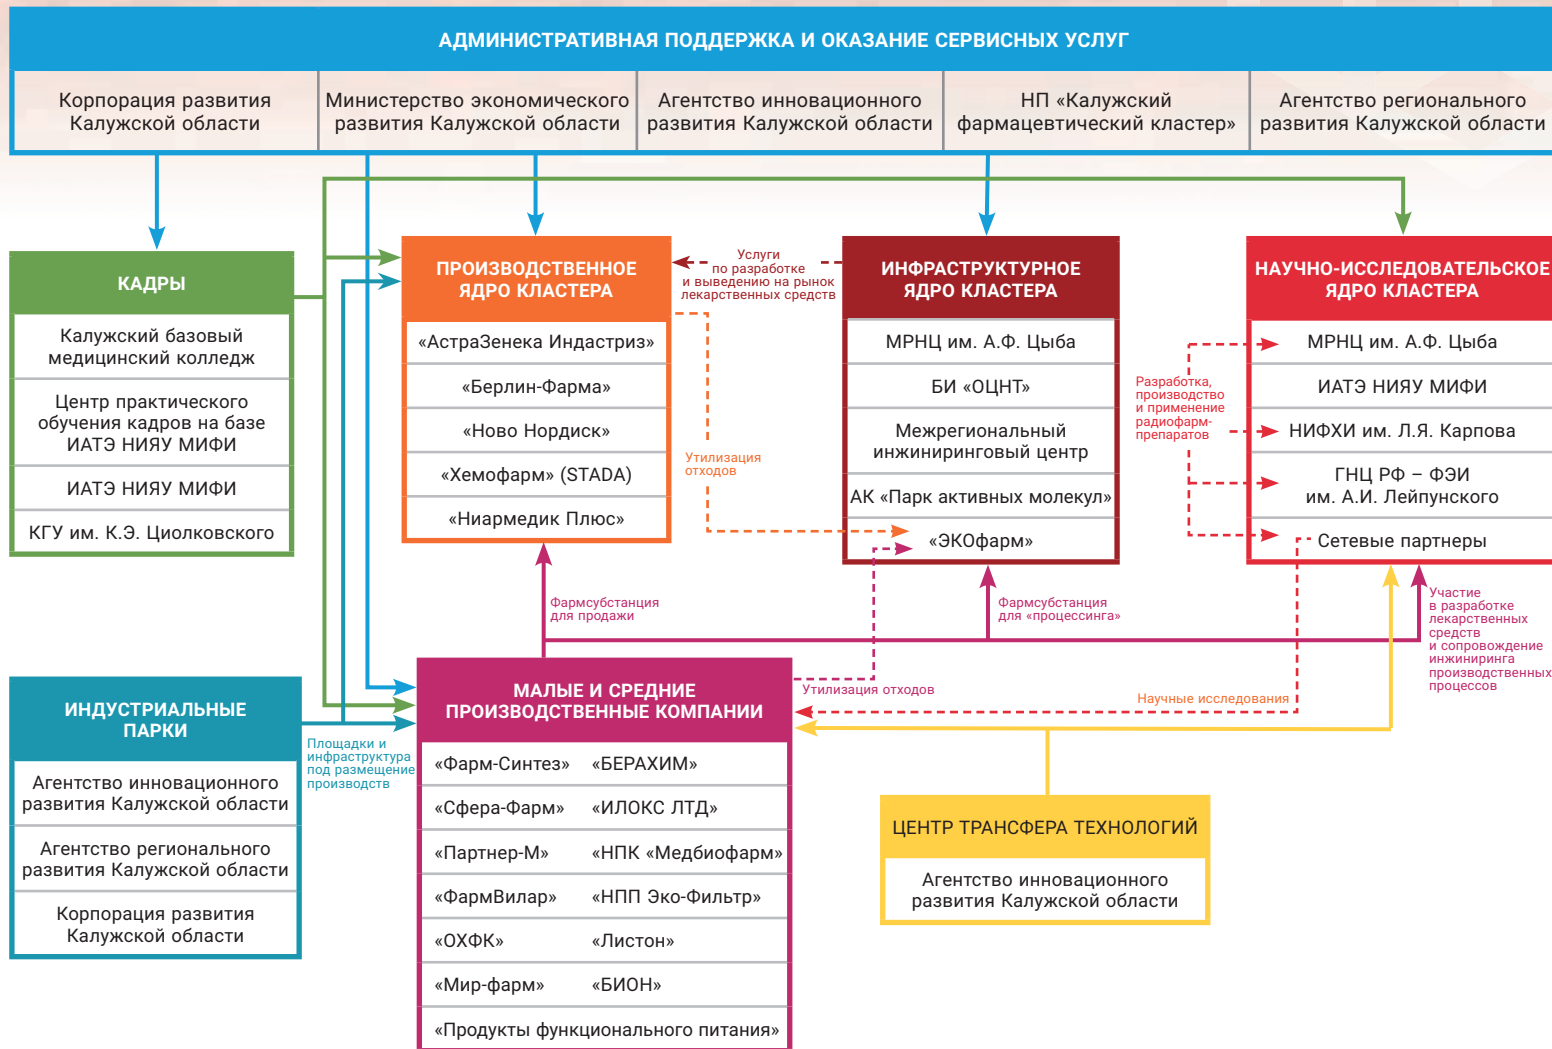 АДМИНИСТРАТИВНАЯ ПОДДЕРЖКА И ОКАЗАНИЕ СЕРВИСНЫХ УСЛУГ
Корпорация развития
Калужской области
Министерство экономического
развития Калужской области
Агентство инновационного
развития Калужской области
НП «Калужский
фармацевтический кластер»
Агентство регионального
развития Калужской области
КАДРЫ
Калужский базовый
медицинский колледж
Центр практического
обучения кадров на базе
ИАТЭ НИЯУ МИФИ
ИАТЭ НИЯУ МИФИ
КГУ им. К.Э. Циолковского
ПРОИЗВОДСТВЕННОЕ
ЯДРО КЛАСТЕРА
«АстраЗенека Индастриз»
«Берлин-Фарма»
«Ново Нордиск»
«Хемофарм» (STADA)
«Ниармедик Плюс»
Услуги
по разработке
и выведению на рынок
лекарственных средств
Утилизация
отходов
ИНФРАСТРУКТУРНОЕ
ЯДРО КЛАСТЕРА
МРНЦ им. А.Ф. Цыба
БИ «ОЦНТ»
Межрегиональный
инжиниринговый центр
АК «Парк активных молекул»
«ЭКОфарм»
Разработка,
производство
и применение
радиофарм-
препаратов
НАУЧНО-ИССЛЕДОВАТЕЛЬСКОЕ
ЯДРО КЛАСТЕРА
МРНЦ им. А.Ф. Цыба
ИАТЭ НИЯУ МИФИ
НИФХИ им. Л.Я. Карпова
ГНЦ РФ – ФЭИ
им. А.И. Лейпунского
Сетевые партнеры
Фармсубстанция
для продажи
Фармсубстанция
для «процессинга»
Участие
в разработке
лекарственных
средств
и сопровождение
инжиниринга
производственных
процессов
Утилизация отходов
Научные исследования
ИНДУСТРИАЛЬНЫЕ
ПАРКИ
Агентство инновационного
развития Калужской области
Агентство регионального
развития Калужской области
Корпорация развития
Калужской области
Площадки и
инфраструктура
под размещение
производств
МАЛЫЕ И СРЕДНИЕ
ПРОИЗВОДСТВЕННЫЕ КОМПАНИИ
«Фарм-Синтез» «БЕРАХИМ»
«Сфера-Фарм» «ИЛОКС ЛТД»
«Партнер-М» «НПК «Медбиофарм»
«ФармВилар» «НПП Эко-Фильтр»
«ОХФК» «Листон»
«Мир-фарм» «БИОН»
«Продукты функционального питания»
ЦЕНТР ТРАНСФЕРА ТЕХНОЛОГИЙ
Агентство инновационного
развития Калужской области